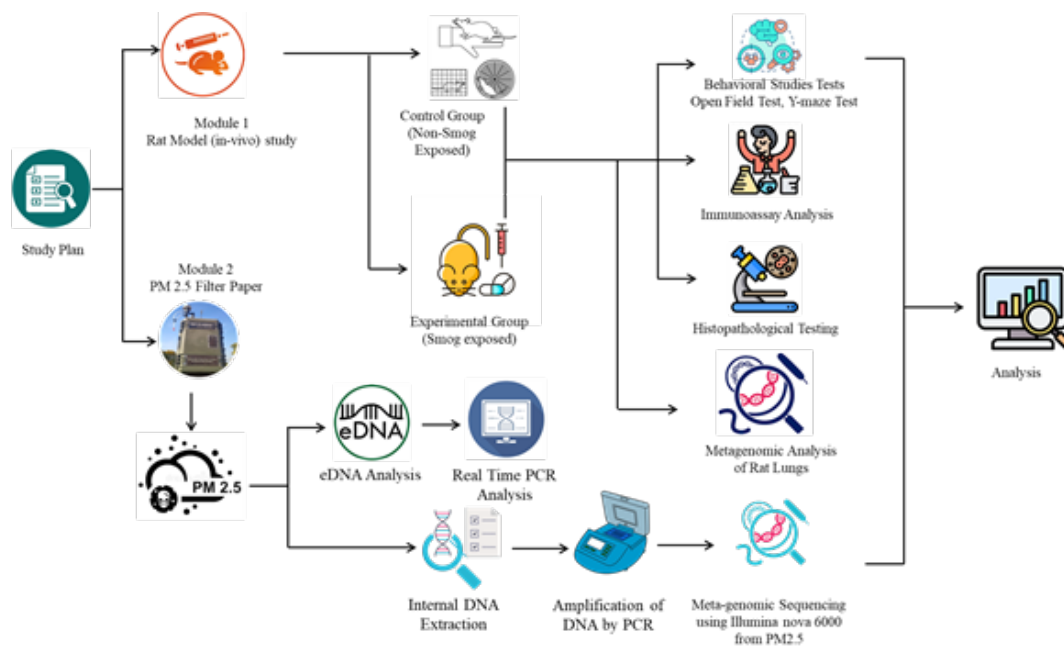 Study Plan
Module 1
Rat Model (in-vivo) study
Module 2
PM 2.5 Filter Paper
Control Group
(Non-Smog
Exposed)
Experimental Group
(Smog exposed)
Behavioral Studies Tests
Open Field Test, Y-maze Test
Immunoassay Analysis
Histopathological Testing
Metagenomic Analysis
of Rat Lungs
Analysis
PM 2.5
eDNA
eDNA Analysis
Real Time PCR
Analysis
Internal DNA
Extraction
Amplification of
DNA by PCR
Meta-genomic Sequencing
using Illumina nova 6000
from PM2.5